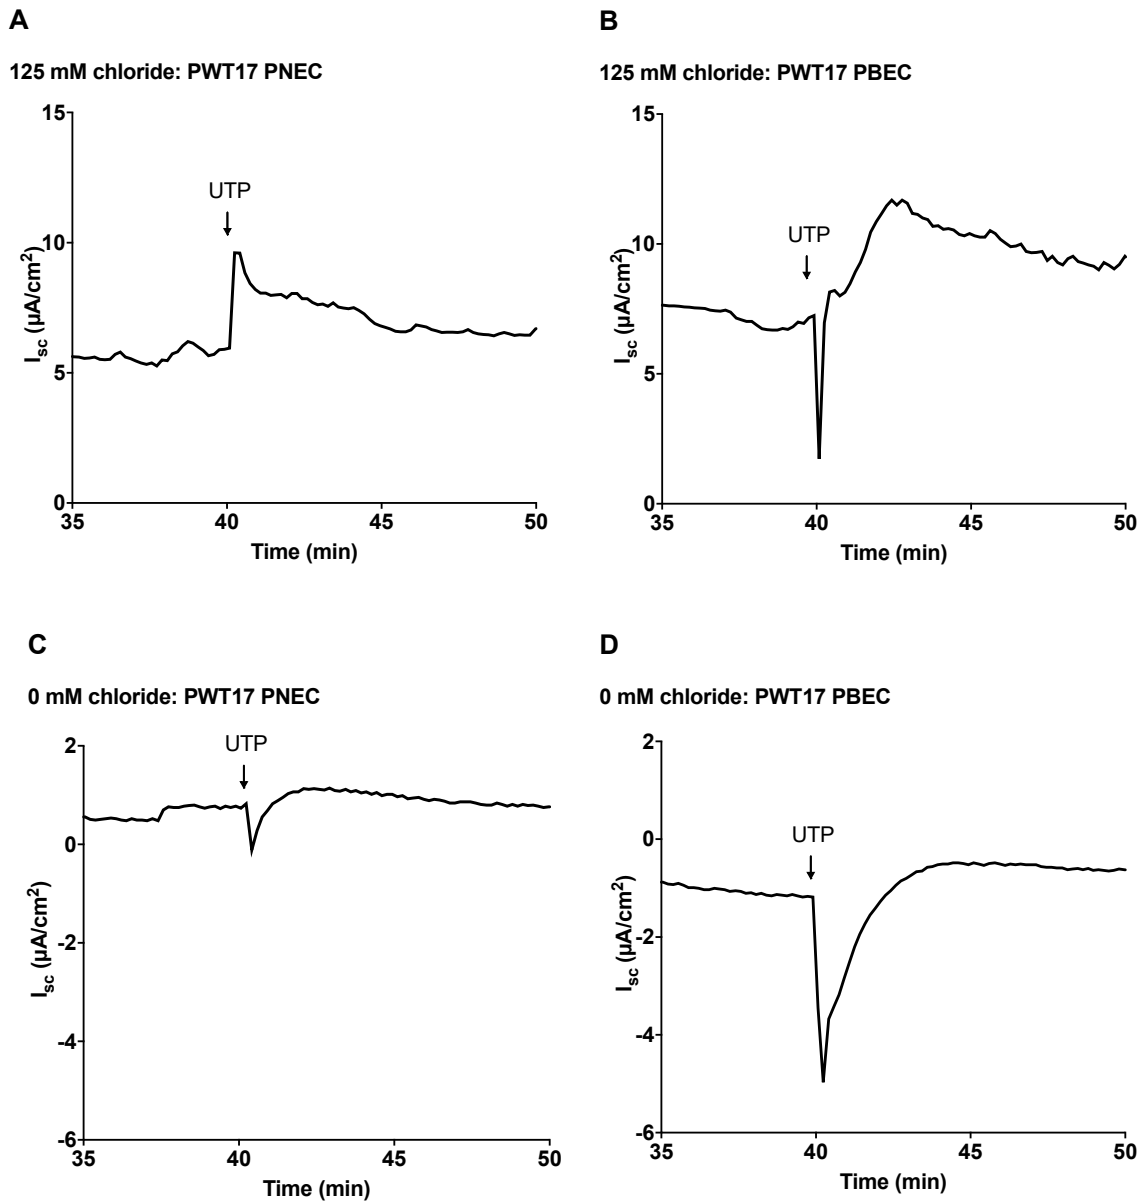 A
125 mM chloride: PWT17 PNEC
15
10
5
0
35
40
45
50
UTP
Isc (µA/cm2)
Time (min)
B
125 mM chloride: PWT17 PBEC
15
10
5
0
35
40
45
50
UTP
Isc (µA/cm2)
Time (min)
C
0 mM chloride: PWT17 PNEC
2
0
-2
-4
-6
35
40
45
50
UTP
Isc (µA/cm2)
Time (min)
D
0 mM chloride: PWT17 PBEC
2
0
-2
-4
-6
35
40
45
50
UTP
Isc (µA/cm2)
Time (min)